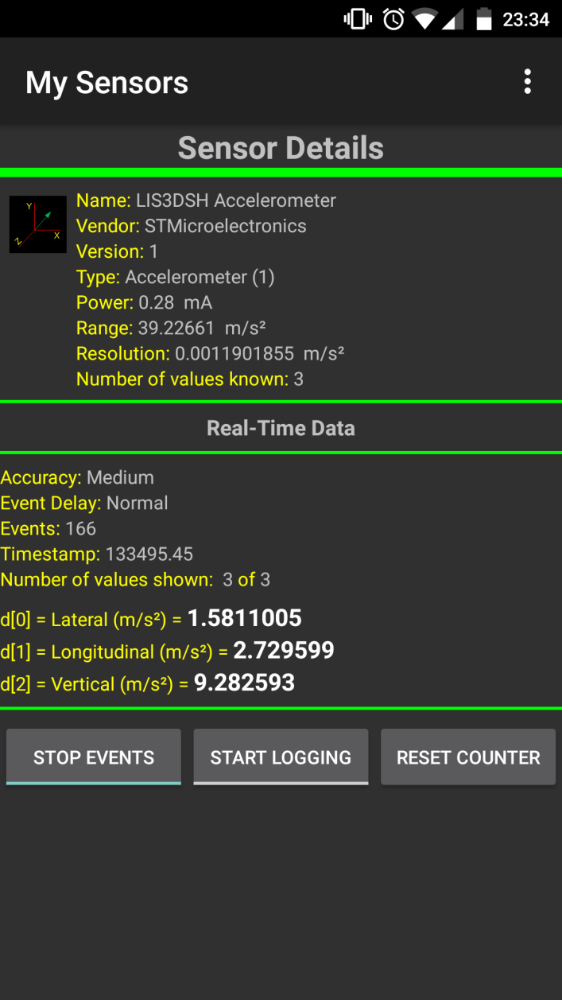 23:34
My Sensors
Sensor Details
Y
X
Z
Name: LIS3DSH Accelerometer
Vendor: STMicroelectronics
Version: 1
Type: Accelerometer (1)
Power: 0.28 mA
Range: 39.22661 m/s²
Resolution: 0.0011901855 m/s²
Number of values known: 3
Real-Time Data
Accuracy: Medium
Event Delay: Normal
Events: 166
Timestamp: 133495.45
Number of values shown: 3 of 3
d[0] = Lateral (m/s²) = 1.5811005
d[1] = Longitudinal (m/s²) = 2.729599
d[2] = Vertical (m/s²) = 9.282593
STOP EVENTS START LOGGING RESET COUNTER